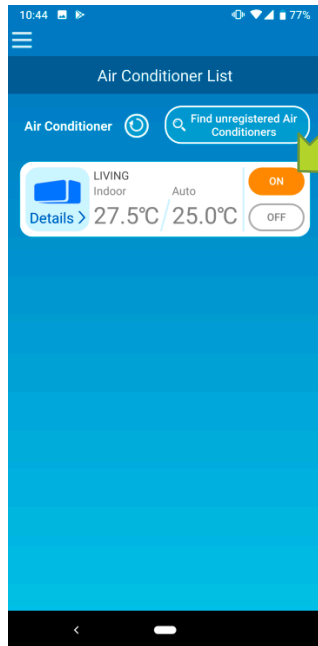 10:44 77%
Air Conditioner List
Air Conditioner
Find unregistered Air
Conditioners
LIVING
Indoor Auto ON
Details > 27.5℃ 25.0℃ OFF